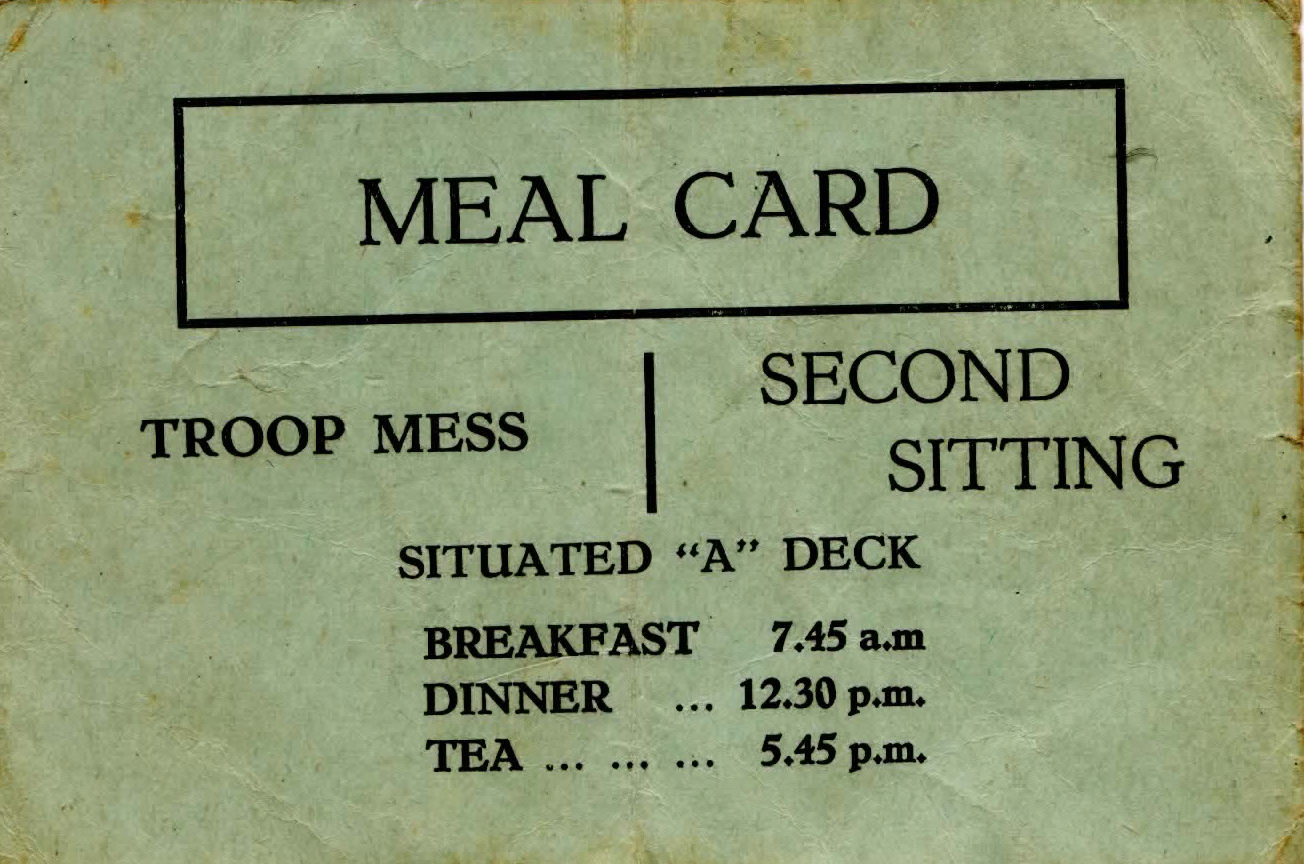 MEAL CARD
TROOP MESS
SECOND
SITTING
SITUATED “A” DECK
BREAKFAST 7.45 a.m
DINNER ... 12.30 p.m.
TEA ... ... ... 5.45 p.m.